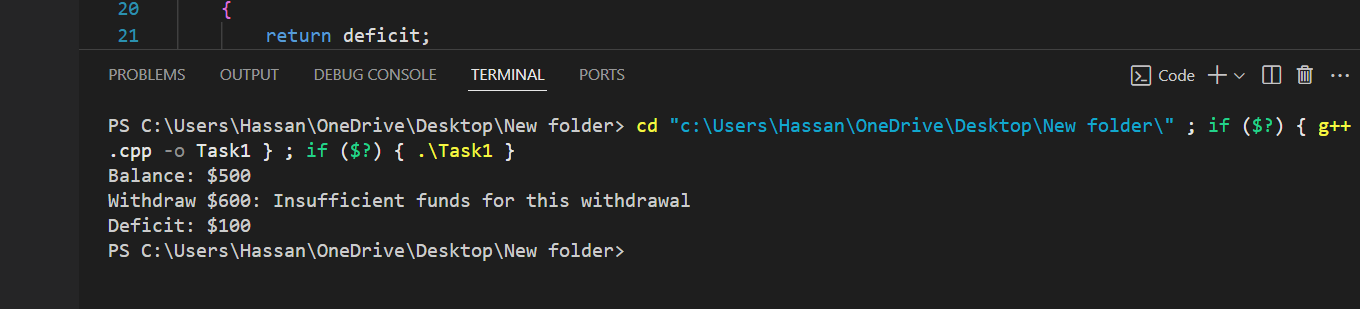 20 {
21 return deficit;
PROBLEMS OUTPUT DEBUG CONSOLE TERMINAL PORTS Code
PS C:\Users\Hassan\OneDrive\Desktop\New folder> cd "c:\Users\Hassan\OneDrive\Desktop\New folder\" ; if ($?) { g++
.cpp -o Task1 } ; if ($?) { .\Task1 }
Balance: $500
Withdraw $600: Insufficient funds for this withdrawal
Deficit: $100
PS C:\Users\Hassan\OneDrive\Desktop\New folder>